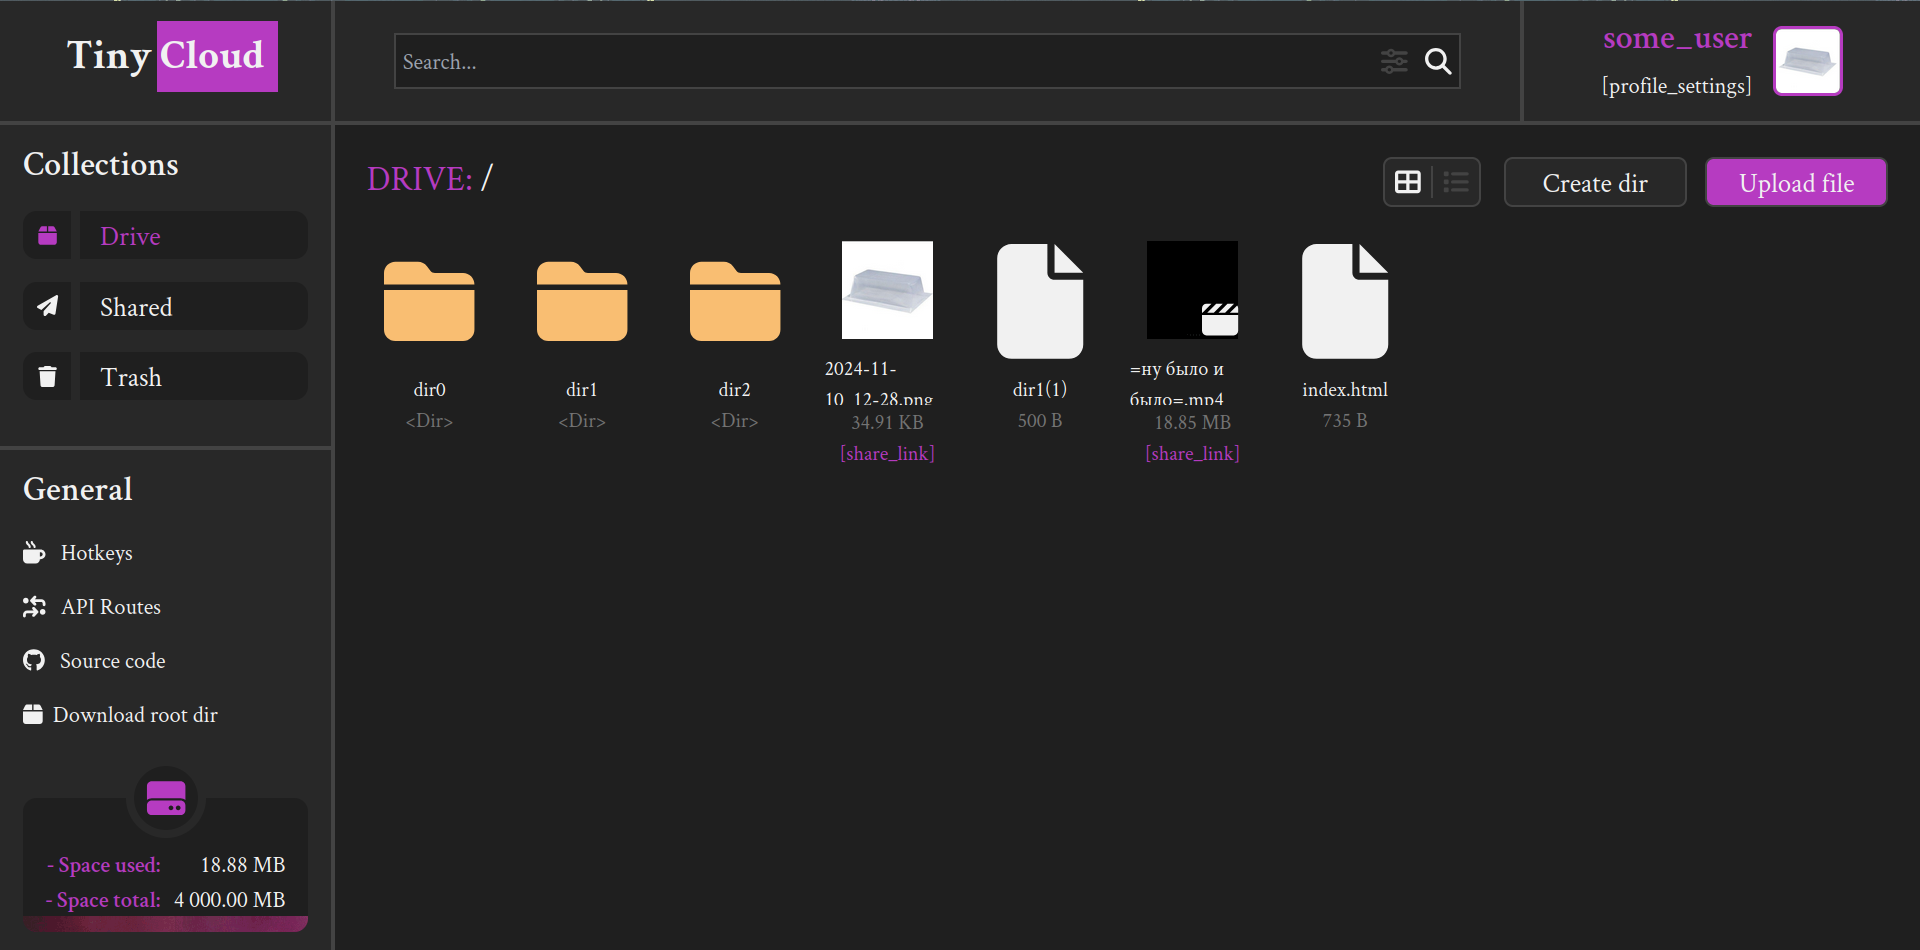 Tiny Cloud
Search...
some_user
[profile_settings]
Collections
Drive
Shared
Trash
General
Hotkeys
API Routes
Source code
Download root dir
- Space used: 18.88 MB
- Space total: 4 000.00 MB
DRIVE: /
Create dir
Upload file
dir0
<Dir>
dir1
<Dir>
dir2
<Dir>
2024-11-
10_12-28.png
34.91 KB
[share_link]
dir1(1)
500 B
=ну было и
было=.mp4
18.85 MB
[share_link]
index.html
735 B